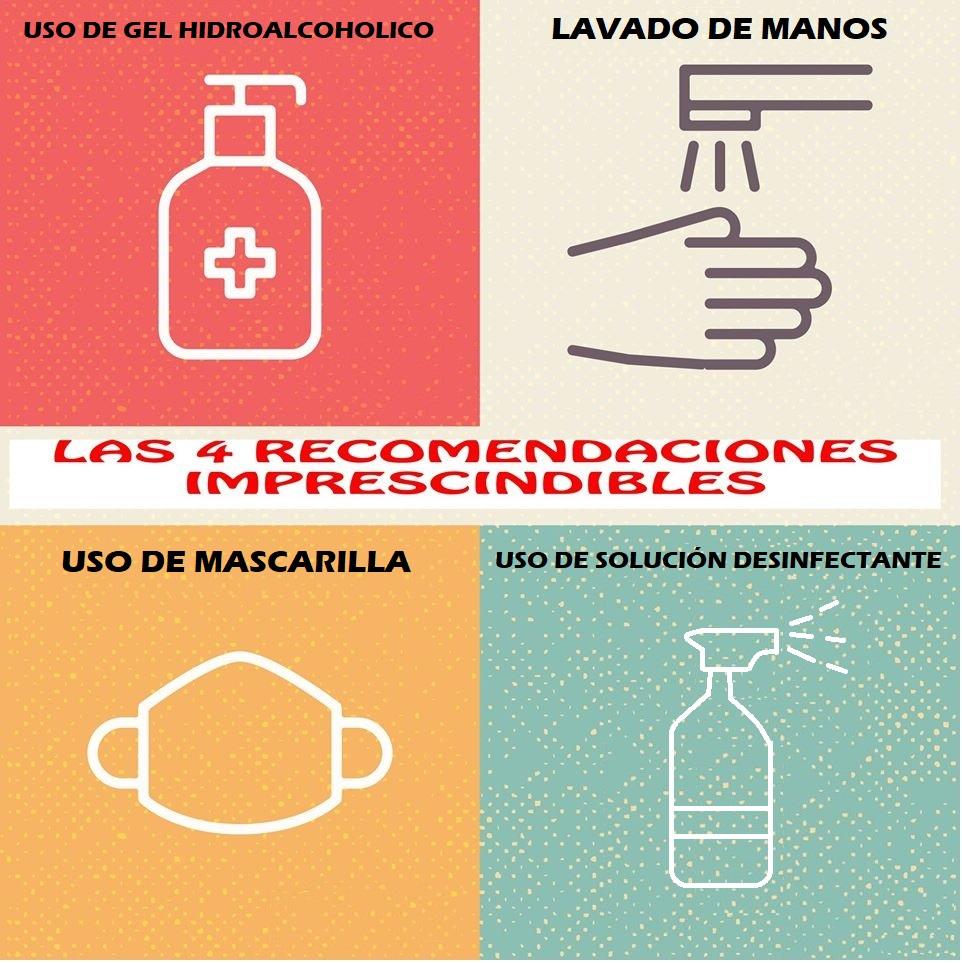 USO DE GEL HIDROALCOHOLICO
LAVADO DE MANOS
LAS 4 RECOMENDACIONES
IMPRESCINDIBLES
USO DE MASCARILLA
USO DE SOLUCIÓN DESINFECTANTE